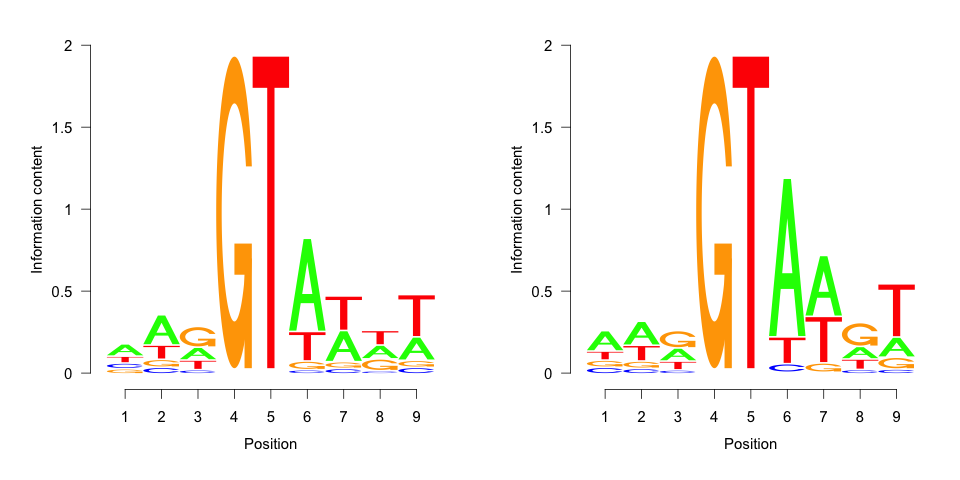 Information content
2
1.5
1
0.5
0
A T C G
A T G C
G A T C
G
T
A T G C
T A G C
T A G C
T A G C
1 2 3 4 5 6 7 8 9
Position
Information content
2
1.5
1
0.5
0
A T G C
A T G C
G A T C
G
T
A T C
A T G
G A T C
T A G C
1 2 3 4 5 6 7 8 9
Position